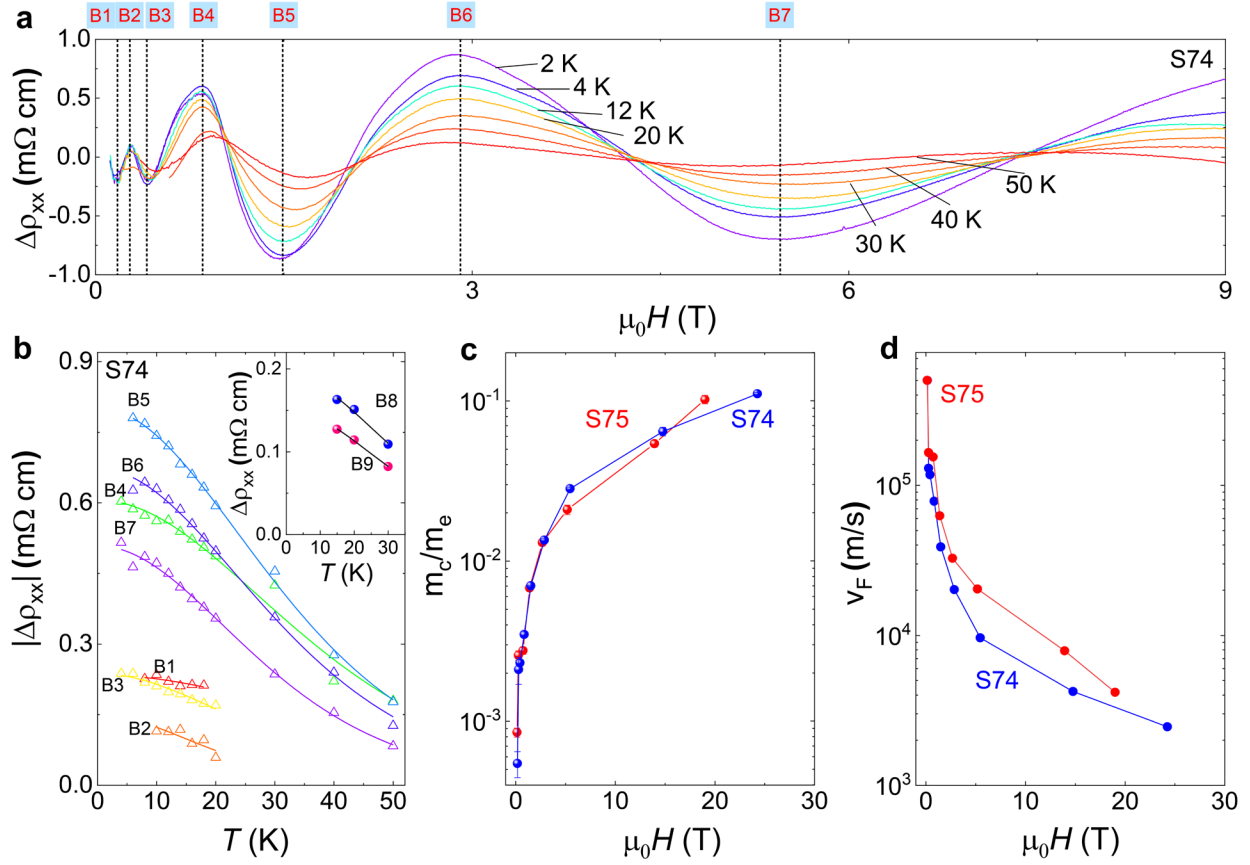 B1 B2 B3 B4 B5 B6 B7
a
1.0
0.5
0.0
-0.5
-1.0
Δρxx (mΩ cm)
2 K
4 K
12 K
20 K
30 K
40 K
50 K
S74
0 3 6 9
μ0H (T)
b
S74
0.9
0.6
0.3
0.0
|Δρxx| (mΩ cm)
B5
B6
B4
B7
B1
B3
B2
0 10 20 30 40 50
T (K)
0.2
0.1
0.0
Δρxx (mΩ cm)
B8
B9
0 10 20 30
T (K)
c
10-1
10-2
10-3
mc/me
S75
S74
0 10 20 30
μ0H (T)
d
105
104
103
vF (m/s)
S75
S74
0 10 20 30
μ0H (T)